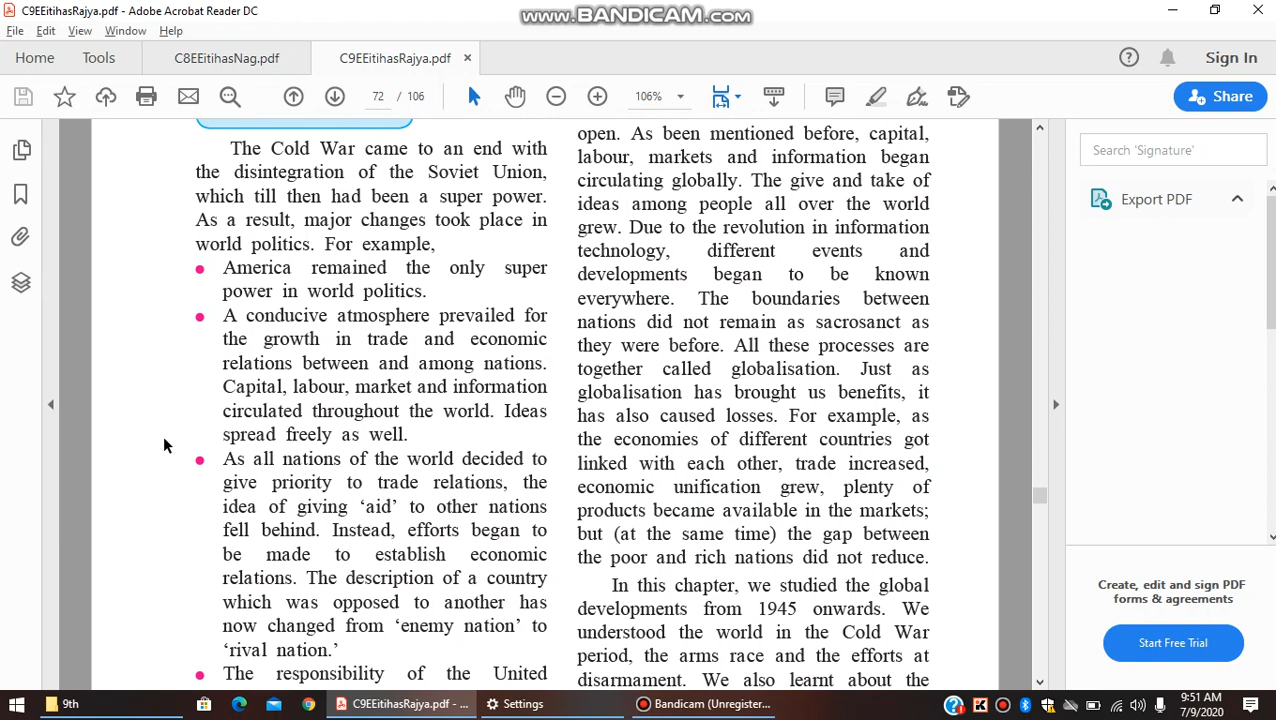 C9EEitihasRajya.pdf - Adobe Acrobat Reader DC
www.BANDICAM.com
File Edit View Window Help
Home Tools C8EEitihasNag.pdf C9EEitihasRajya.pdf × Sign In
72 / 106 106% Share
The Cold War came to an end with
the disintegration of the Soviet Union,
which till then had been a super power.
As a result, major changes took place in
world politics. For example,
America remained the only super
power in world politics.
A conducive atmosphere prevailed for
the growth in trade and economic
relations between and among nations.
Capital, labour, market and information
circulated throughout the world. Ideas
spread freely as well.
As all nations of the world decided to
give priority to trade relations, the
idea of giving ‘aid’ to other nations
fell behind. Instead, efforts began to
be made to establish economic
relations. The description of a country
which was opposed to another has
now changed from ‘enemy nation’ to
‘rival nation.’
The responsibility of the United
open. As been mentioned before, capital,
labour, markets and information began
circulating globally. The give and take of
ideas among people all over the world
grew. Due to the revolution in information
technology, different events and
developments began to be known
everywhere. The boundaries between
nations did not remain as sacrosanct as
they were before. All these processes are
together called globalisation. Just as
globalisation has brought us benefits, it
has also caused losses. For example, as
the economies of different countries got
linked with each other, trade increased,
economic unification grew, plenty of
products became available in the markets;
but (at the same time) the gap between
the poor and rich nations did not reduce.
In this chapter, we studied the global
developments from 1945 onwards. We
understood the world in the Cold War
period, the arms race and the efforts at
disarmament. We also learnt about the
Search 'Signature'
Export PDF
Create, edit and sign PDF
forms & agreements
Start Free Trial
9th C9EEitihasRajya.pdf - ... Settings Bandicam (Unregister...
9:51 AM
7/9/2020